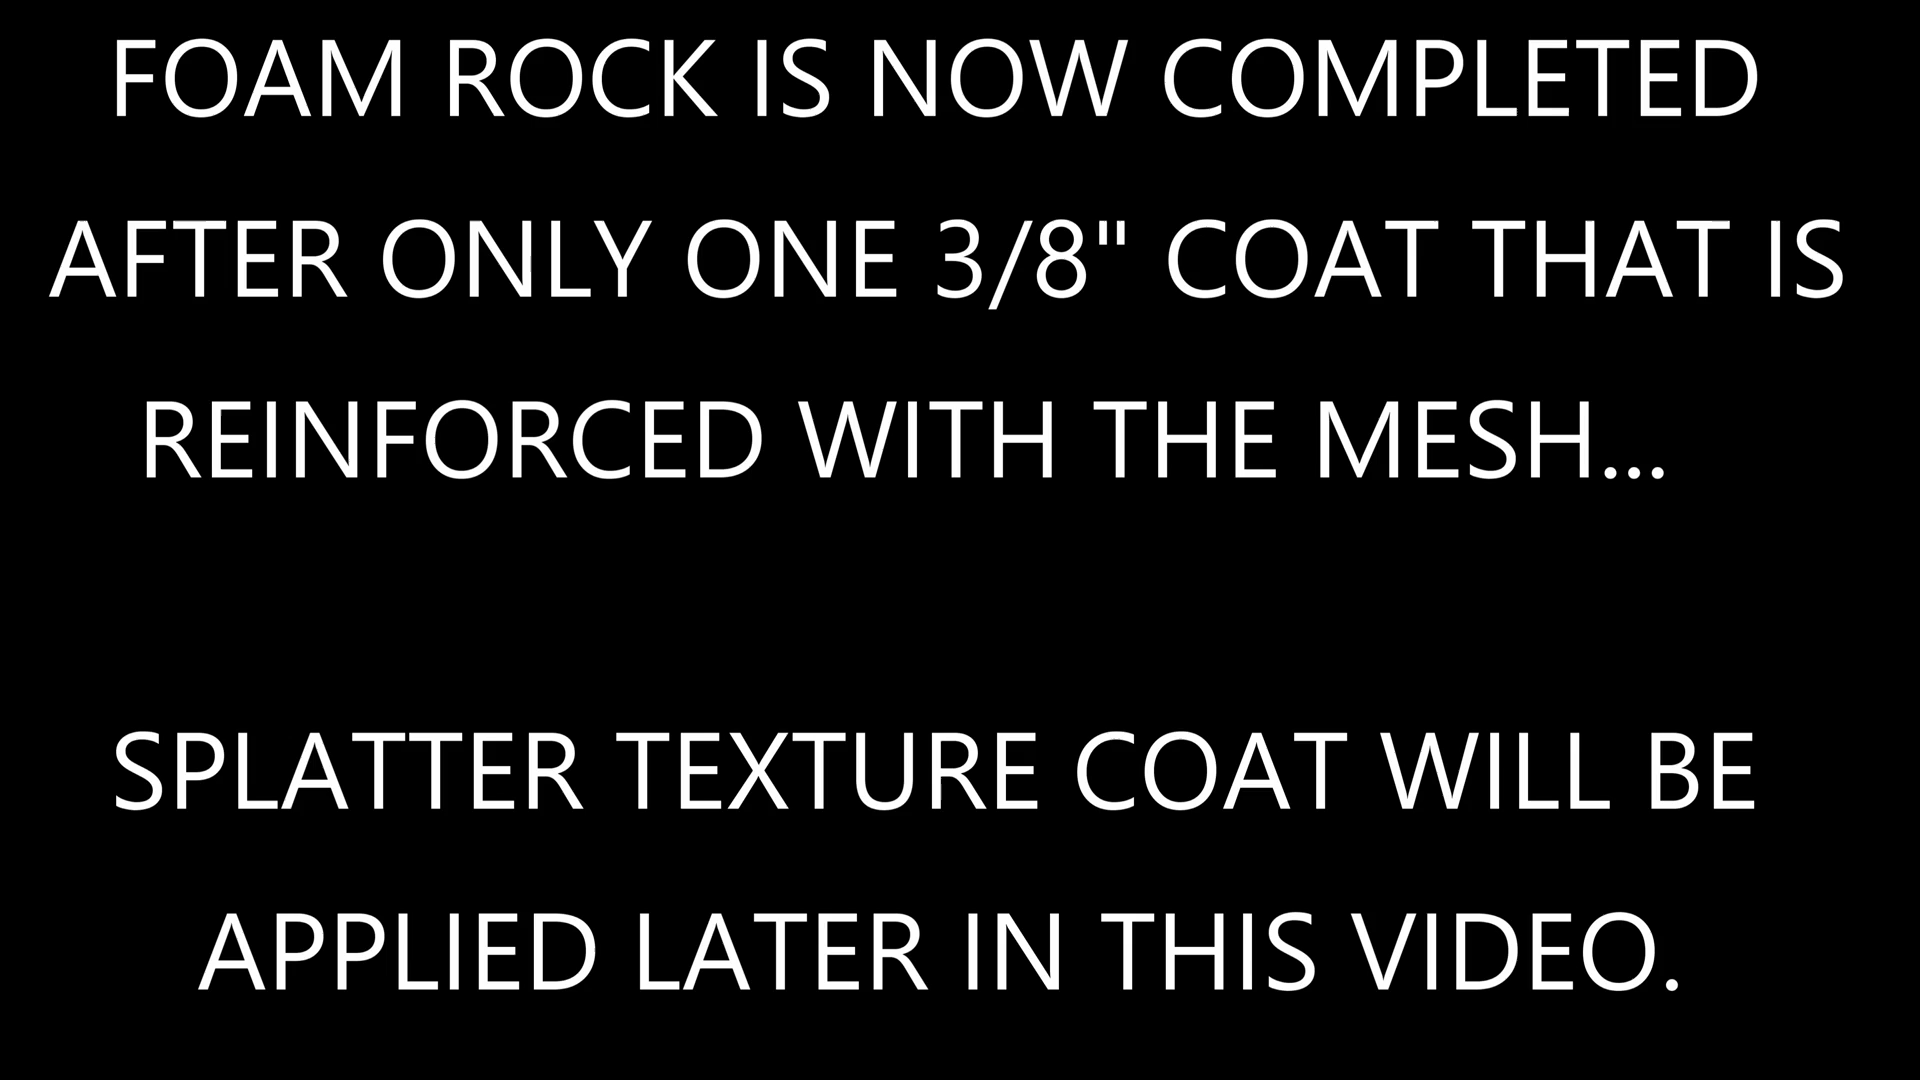 FOAM ROCK IS NOW COMPLETED
AFTER ONLY ONE 3/8" COAT THAT IS
REINFORCED WITH THE MESH...
SPLATTER TEXTURE COAT WILL BE
APPLIED LATER IN THIS VIDEO.